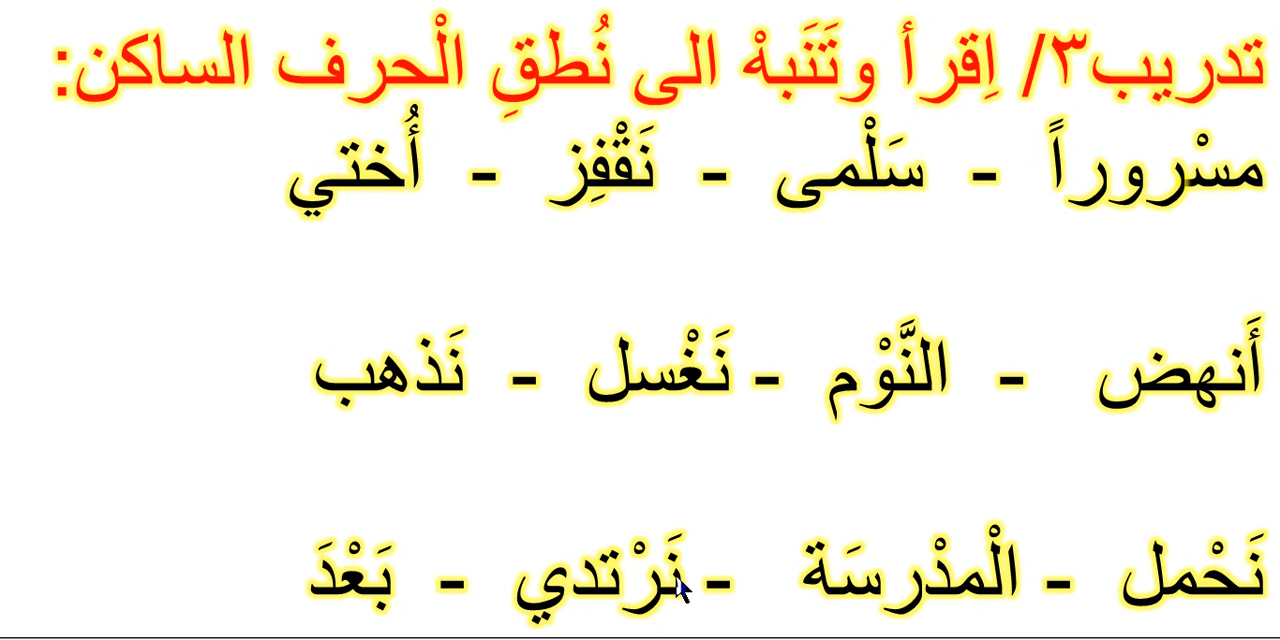 تدريب٣/ اِقرأ وتَنَبهْ الى نُطقِ الْحرف الساكن:
مسْروراً - سَلْمى - نَقْفِز - أُختي
أَنهض - النَّوْم - نَغْسل - نَذهب
نَحْمل - الْمدْرسَة - نَرْتدي - بَعْدَ